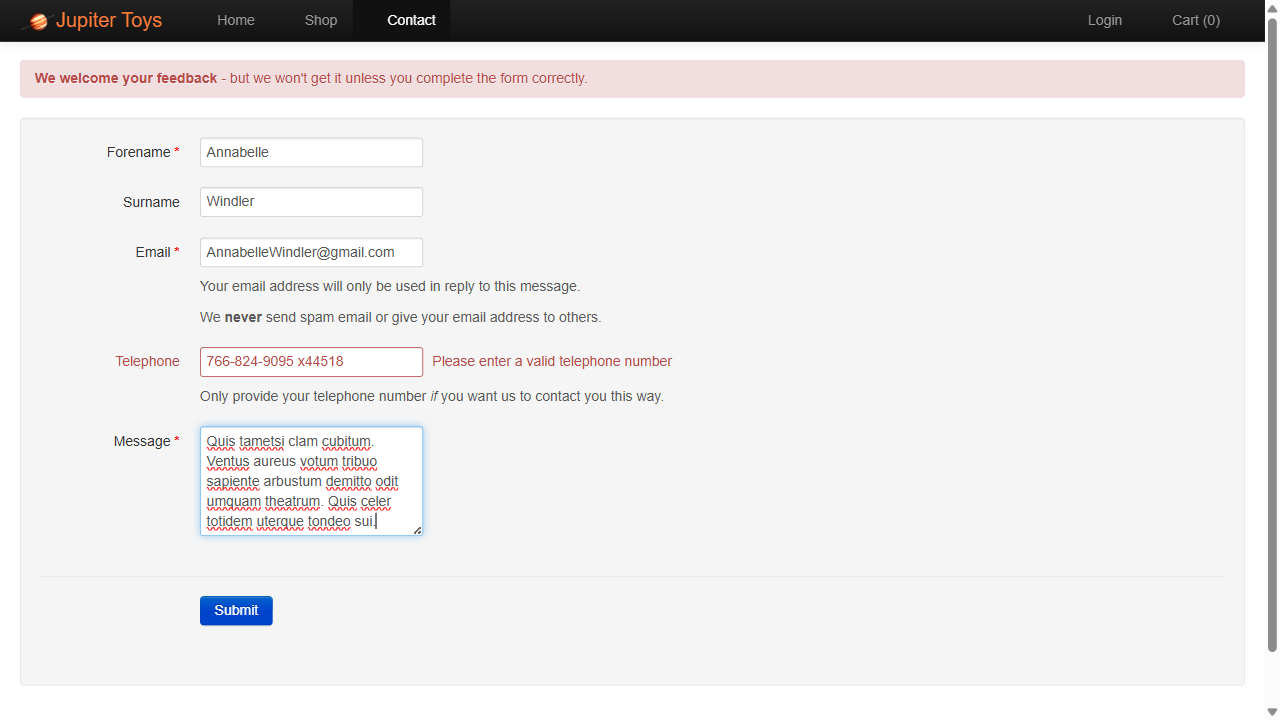 Jupiter Toys Home Shop Contact Login Cart (0)
We welcome your feedback - but we won't get it unless you complete the form correctly.
Forename * Annabelle
Surname Windler
Email * AnnabelleWindler@gmail.com
Your email address will only be used in reply to this message.
We never send spam email or give your email address to others.
Telephone 766-824-9095 x44518 Please enter a valid telephone number
Only provide your telephone number if you want us to contact you this way.
Message * Quis tametsi clam cubitum.
Ventus aureus votum tribuo
sapiente arbustum demitto odit
umquam theatrum. Quis celer
totidem uterque tondeo sui.
Submit